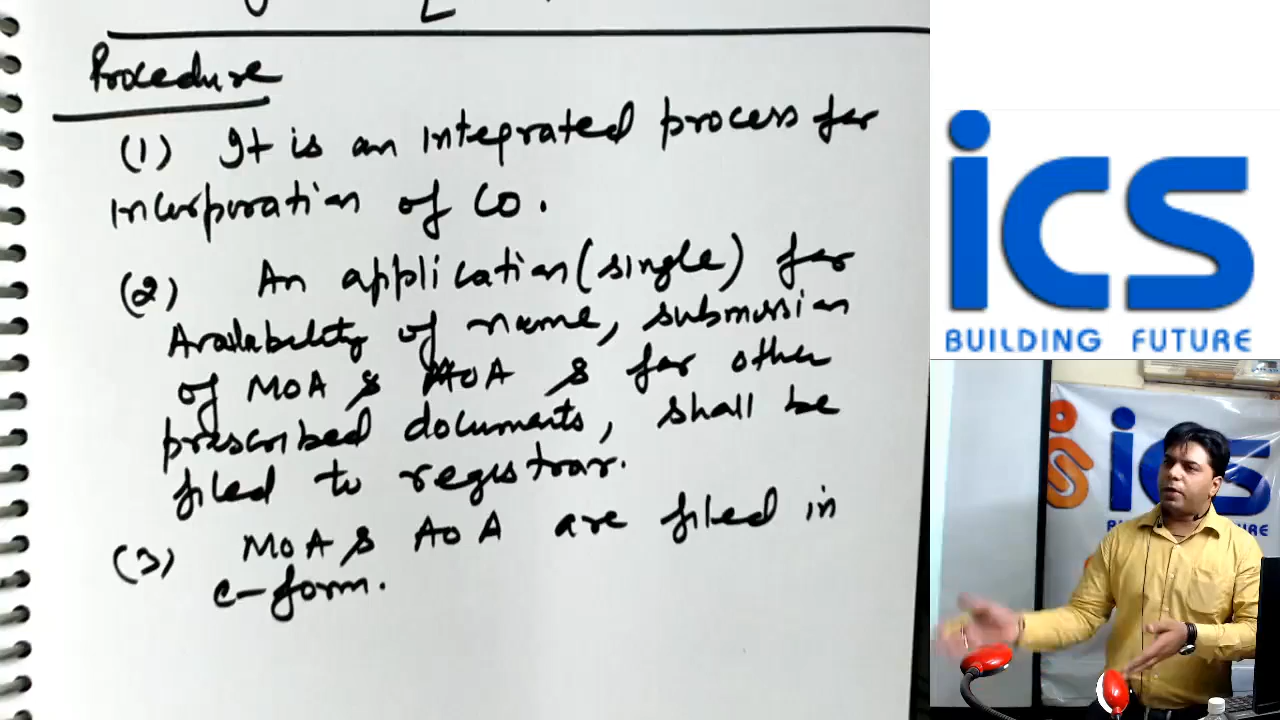 Procedure
(1) It is an integrated process for
incorporation of Co.
(2) An application (single) for
Availability of name, submission
of MoA & AoA & for other
prescribed documents, shall be
filed to registrar.
(3) MoA & AoA are filed in
e-form.
ics
BUILDING FUTURE
ics